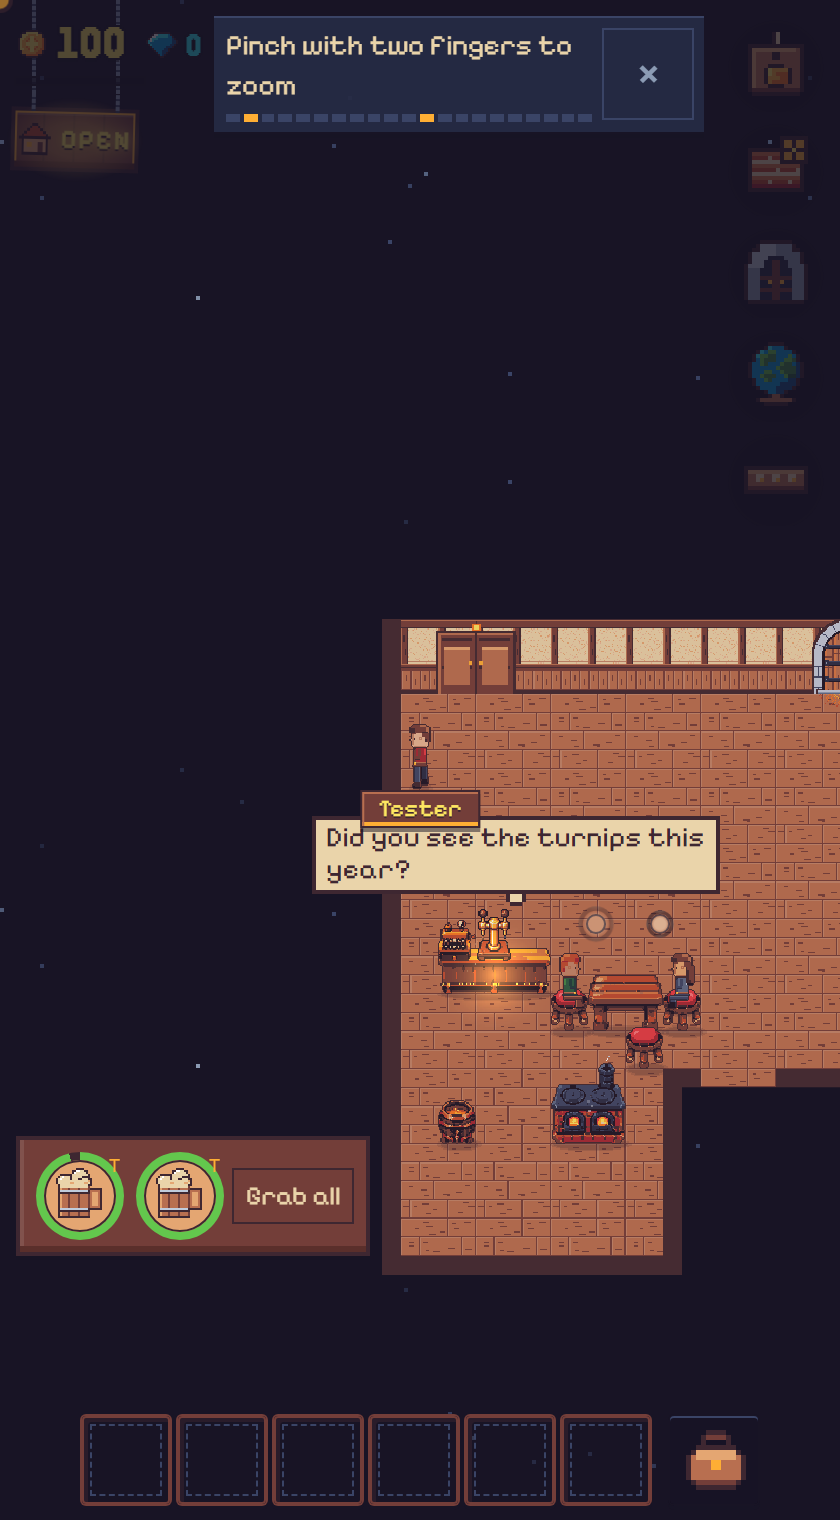 100
0
Pinch with two fingers to
zoom
×
OPEN
Tester
Did you see the turnips this
year?
T
T
Grab all